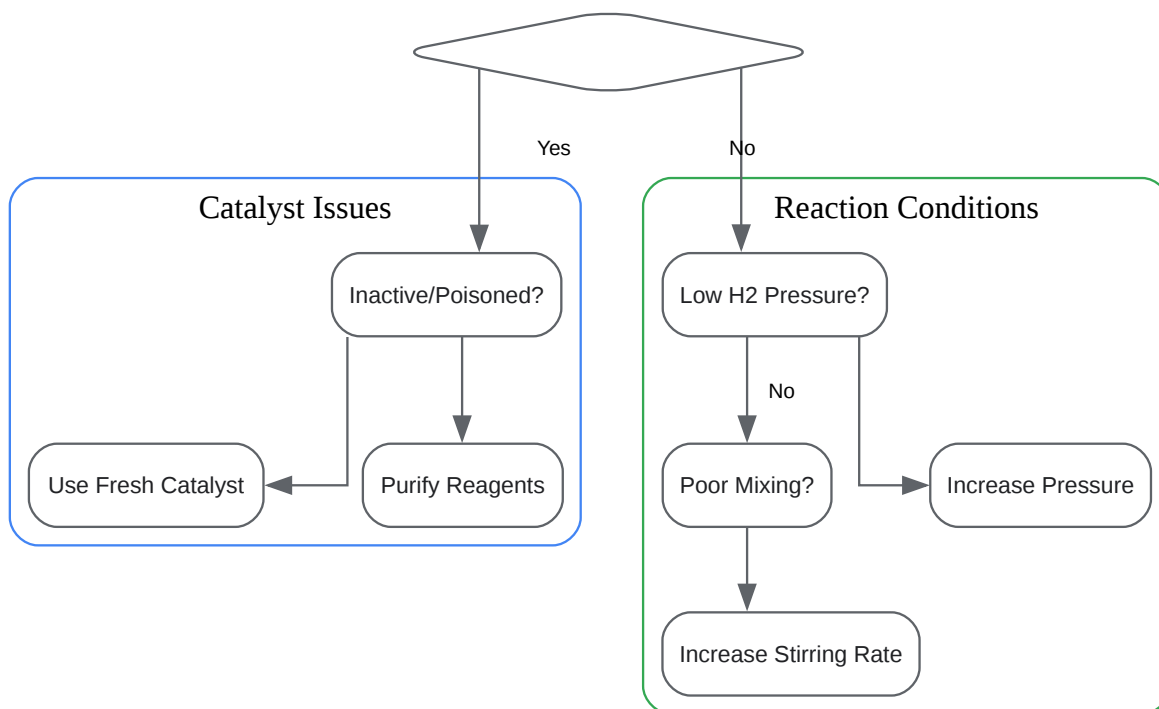 Yes
No
Catalyst Issues
Reaction Conditions
Inactive/Poisoned?
Low H2 Pressure?
No
Use Fresh Catalyst
Purify Reagents
Poor Mixing?
Increase Pressure
Increase Stirring Rate